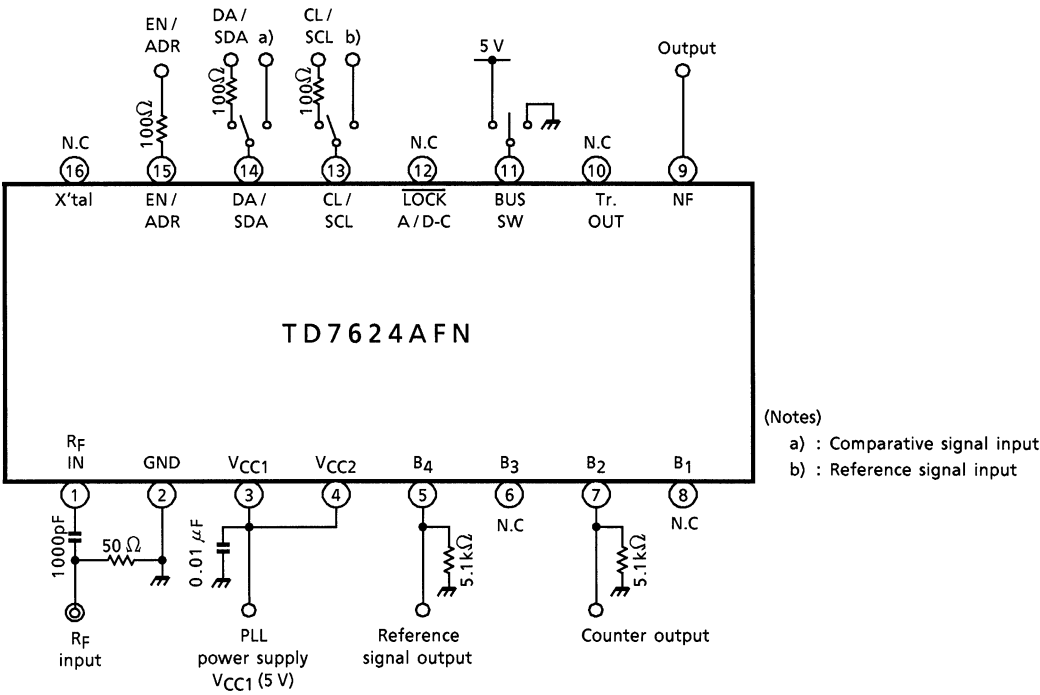 EN / ADR
DA / SDA a)
CL / SCL b)
5 V
Output
100Ω
100Ω
100Ω
N.C
N.C
N.C
16
15
14
13
12
11
10
9
X'tal
EN / ADR
DA / SDA
CL / SCL
LOCK A / D-C
BUS SW
Tr. OUT
NF
TD7624AFN
(Notes)
a) : Comparative signal input
b) : Reference signal input
RF IN
GND
VCC1
VCC2
B4
B3
B2
B1
1
2
3
4
5
6
7
8
N.C
N.C
1000pF
50 Ω
0.01 µF
5.1kΩ
5.1kΩ
RF input
PLL power supply VCC1 (5 V)
Reference signal output
Counter output